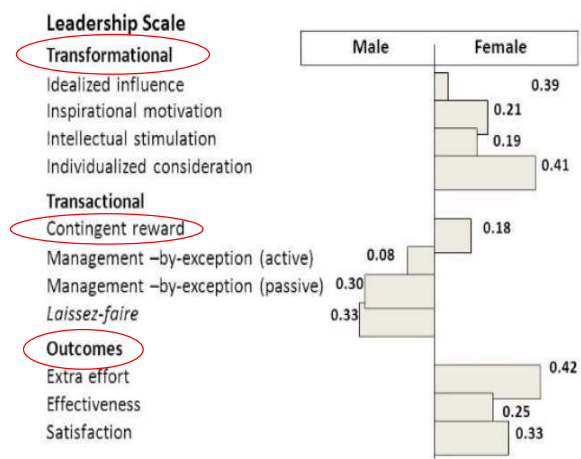 Leadership Scale
Male Female
Transformational
Idealized influence 0.39
Inspirational motivation 0.21
Intellectual stimulation 0.19
Individualized consideration 0.41
Transactional
Contingent reward 0.18
Management –by-exception (active) 0.08
Management –by-exception (passive) 0.30
Laissez-faire 0.33
Outcomes
Extra effort 0.42
Effectiveness 0.25
Satisfaction 0.33